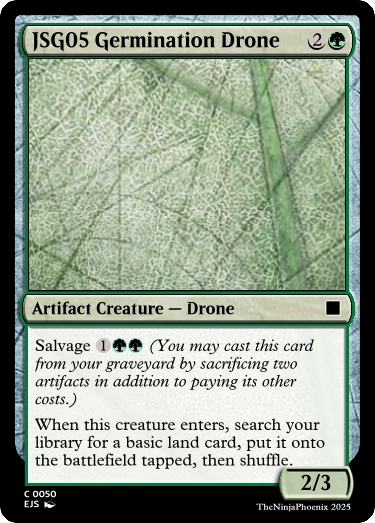 JSG05 Germination Drone 2
Artifact Creature — Drone
Salvage 1 (You may cast this card
from your graveyard by sacrificing two
artifacts in addition to paying its other
costs.)
When this creature enters, search your
library for a basic land card, put it onto
the battlefield tapped, then shuffle.
2/3
C 0050
EJS
TheNinjaPhoenix 2025